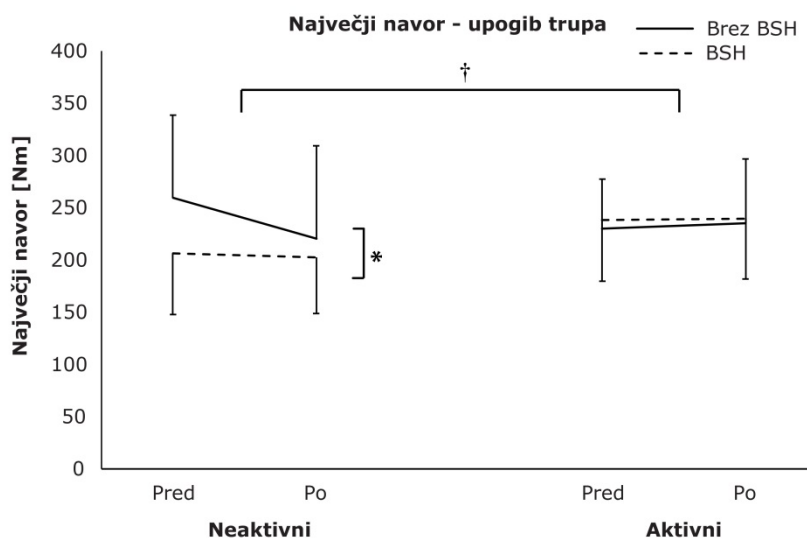 Največji navor - upogib trupa
Brez BSH
BSH
Največji navor [Nm]
400
350
300
250
200
150
100
50
0
†
*
Pred Po Pred Po
Neaktivni Aktivni